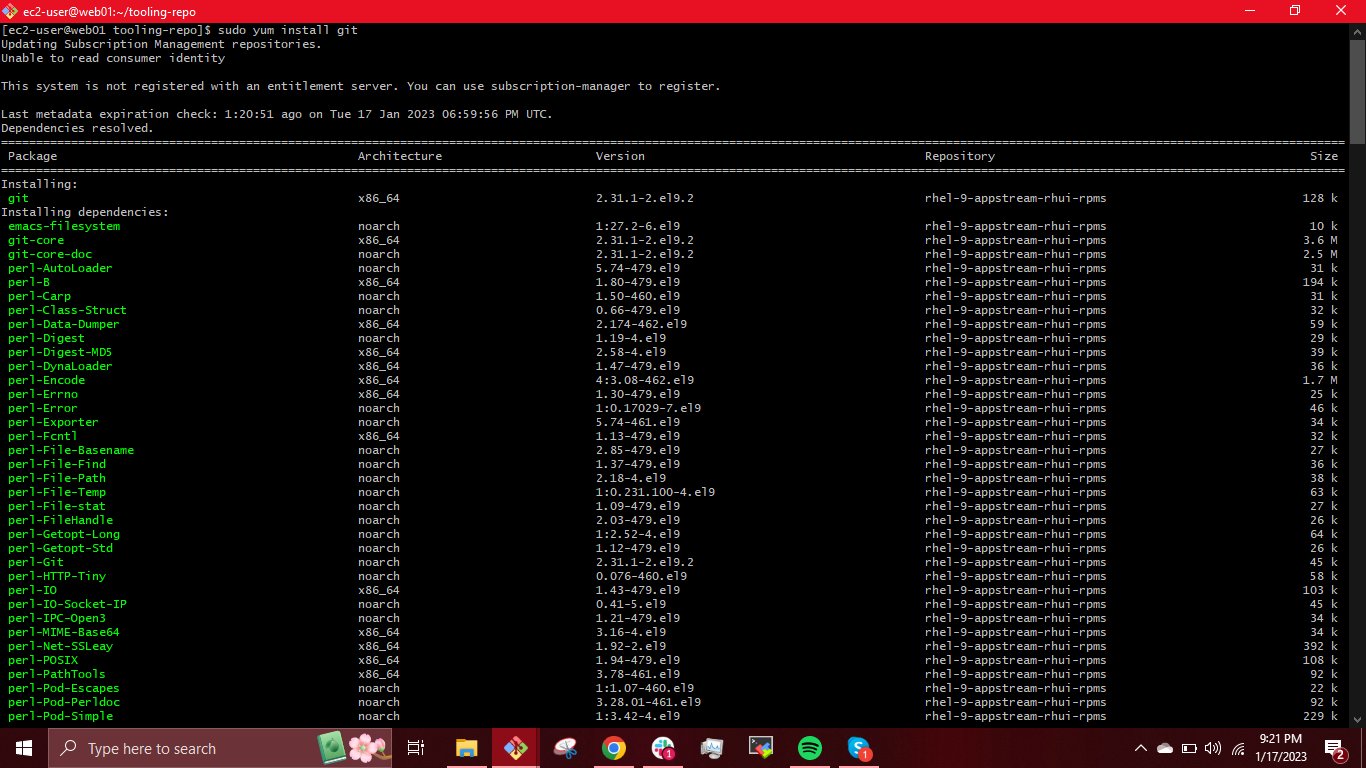 ec2-user@web01:~/tooling-repo
[ec2-user@web01 tooling-repo]$ sudo yum install git
Updating Subscription Management repositories.
Unable to read consumer identity
This system is not registered with an entitlement server. You can use subscription-manager to register.
Last metadata expiration check: 1:20:51 ago on Tue 17 Jan 2023 06:59:56 PM UTC.
Dependencies resolved.
================================================================================
Package Architecture Version Repository Size
================================================================================
Installing:
git x86_64 2.31.1-2.el9.2 rhel-9-appstream-rhui-rpms 128 k
Installing dependencies:
emacs-filesystem noarch 1:27.2-6.el9 rhel-9-appstream-rhui-rpms 10 k
git-core x86_64 2.31.1-2.el9.2 rhel-9-appstream-rhui-rpms 3.6 M
git-core-doc noarch 2.31.1-2.el9.2 rhel-9-appstream-rhui-rpms 2.5 M
perl-AutoLoader noarch 5.74-479.el9 rhel-9-appstream-rhui-rpms 31 k
perl-B x86_64 1.80-479.el9 rhel-9-appstream-rhui-rpms 194 k
perl-Carp noarch 1.50-460.el9 rhel-9-appstream-rhui-rpms 31 k
perl-Class-Struct noarch 0.66-479.el9 rhel-9-appstream-rhui-rpms 32 k
perl-Data-Dumper x86_64 2.174-462.el9 rhel-9-appstream-rhui-rpms 59 k
perl-Digest noarch 1.19-4.el9 rhel-9-appstream-rhui-rpms 29 k
perl-Digest-MD5 x86_64 2.58-4.el9 rhel-9-appstream-rhui-rpms 39 k
perl-DynaLoader x86_64 1.47-479.el9 rhel-9-appstream-rhui-rpms 36 k
perl-Encode x86_64 4:3.08-462.el9 rhel-9-appstream-rhui-rpms 1.7 M
perl-Errno x86_64 1.30-479.el9 rhel-9-appstream-rhui-rpms 25 k
perl-Error noarch 1:0.17029-7.el9 rhel-9-appstream-rhui-rpms 46 k
perl-Exporter noarch 5.74-461.el9 rhel-9-appstream-rhui-rpms 34 k
perl-Fcntl x86_64 1.13-479.el9 rhel-9-appstream-rhui-rpms 32 k
perl-File-Basename noarch 2.85-479.el9 rhel-9-appstream-rhui-rpms 27 k
perl-File-Find noarch 1.37-479.el9 rhel-9-appstream-rhui-rpms 36 k
perl-File-Path noarch 2.18-4.el9 rhel-9-appstream-rhui-rpms 38 k
perl-File-Temp noarch 1:0.231.100-4.el9 rhel-9-appstream-rhui-rpms 63 k
perl-File-stat noarch 1.09-479.el9 rhel-9-appstream-rhui-rpms 27 k
perl-FileHandle noarch 2.03-479.el9 rhel-9-appstream-rhui-rpms 26 k
perl-Getopt-Long noarch 1:2.52-4.el9 rhel-9-appstream-rhui-rpms 64 k
perl-Getopt-Std noarch 1.12-479.el9 rhel-9-appstream-rhui-rpms 26 k
perl-Git noarch 2.31.1-2.el9.2 rhel-9-appstream-rhui-rpms 45 k
perl-HTTP-Tiny noarch 0.076-460.el9 rhel-9-appstream-rhui-rpms 58 k
perl-IO x86_64 1.43-479.el9 rhel-9-appstream-rhui-rpms 103 k
perl-IO-Socket-IP noarch 0.41-5.el9 rhel-9-appstream-rhui-rpms 45 k
perl-IPC-Open3 noarch 1.21-479.el9 rhel-9-appstream-rhui-rpms 34 k
perl-MIME-Base64 x86_64 3.16-4.el9 rhel-9-appstream-rhui-rpms 34 k
perl-Net-SSLeay x86_64 1.92-2.el9 rhel-9-appstream-rhui-rpms 392 k
perl-POSIX x86_64 1.94-479.el9 rhel-9-appstream-rhui-rpms 108 k
perl-PathTools x86_64 3.78-461.el9 rhel-9-appstream-rhui-rpms 92 k
perl-Pod-Escapes noarch 1:1.07-460.el9 rhel-9-appstream-rhui-rpms 22 k
perl-Pod-Perldoc noarch 3.28.01-461.el9 rhel-9-appstream-rhui-rpms 92 k
perl-Pod-Simple noarch 1:3.42-4.el9 rhel-9-appstream-rhui-rpms 229 k
Type here to search
1
1
9:21 PM
1/17/2023
2